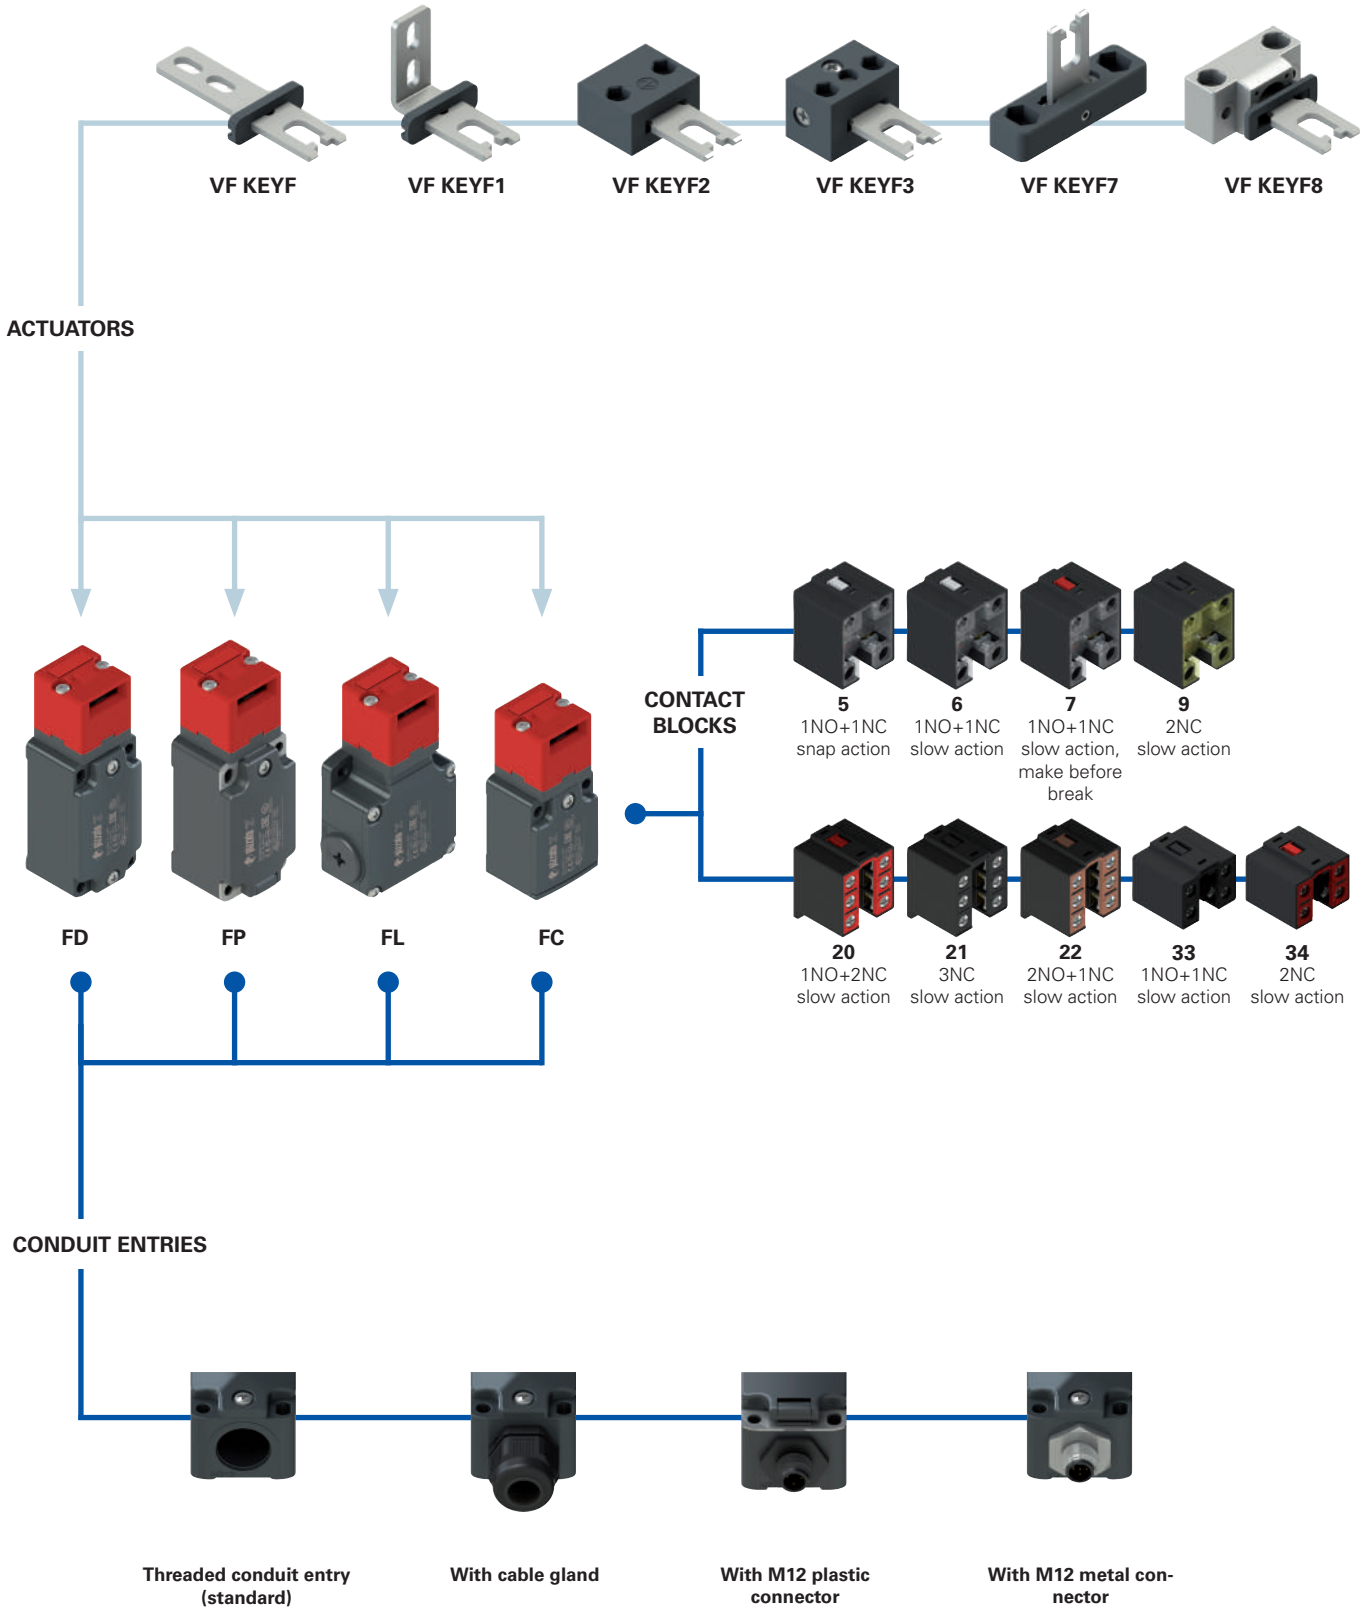 VF KEYF
VF KEYF1
VF KEYF2
VF KEYF3
VF KEYF7
VF KEYF8
ACTUATORS
CONTACT
BLOCKS
5
1NO+1NC
snap action
6
1NO+1NC
slow action
7
1NO+1NC
slow action,
make before
break
9
2NC
slow action
20
1NO+2NC
slow action
21
3NC
slow action
22
2NO+1NC
slow action
33
1NO+1NC
slow action
34
2NC
slow action
FD
FP
FL
FC
CONDUIT ENTRIES
Threaded conduit entry
(standard)
With cable gland
With M12 plastic
connector
With M12 metal con-
nector